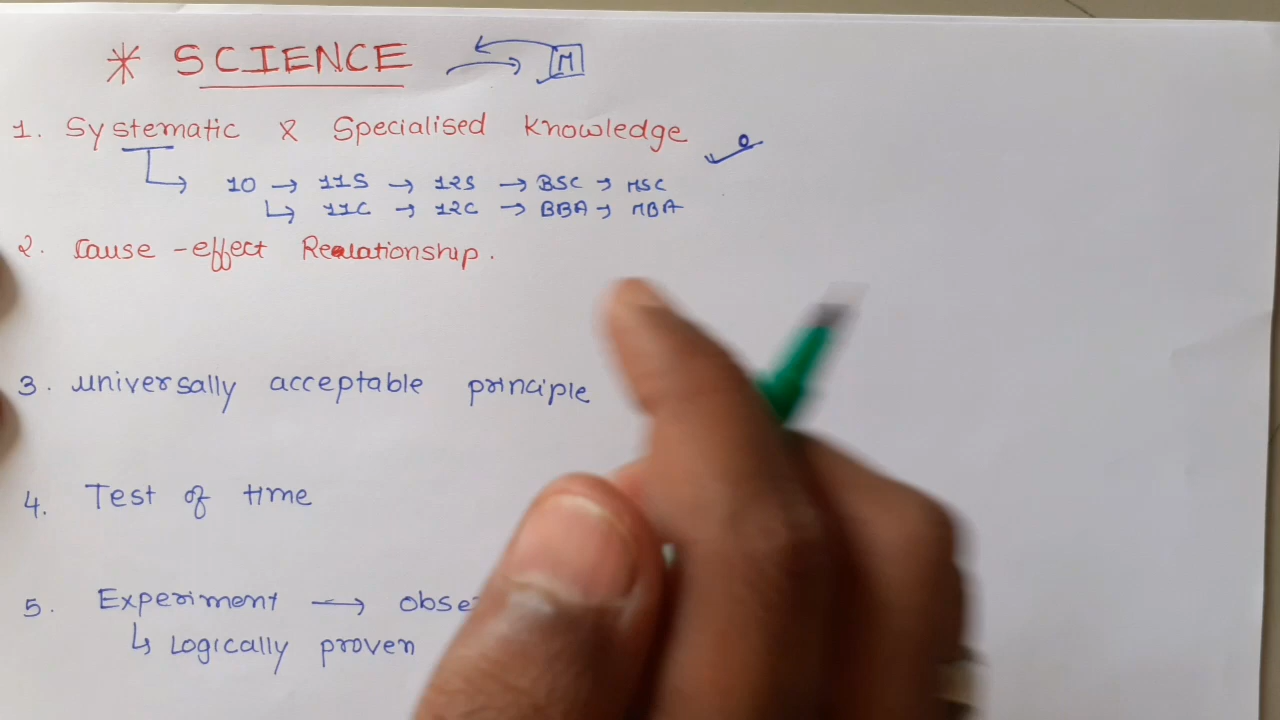 * SCIENCE M
1. Systematic & Specialised Knowledge
10 → 11S → 12S → BSC → MSC
↳ 11C → 12C → BBA → MBA
2. Cause-effect Realationship.
3. universally acceptable principle
4. Test of time
5. Experiment → obse
↳ Logically proven